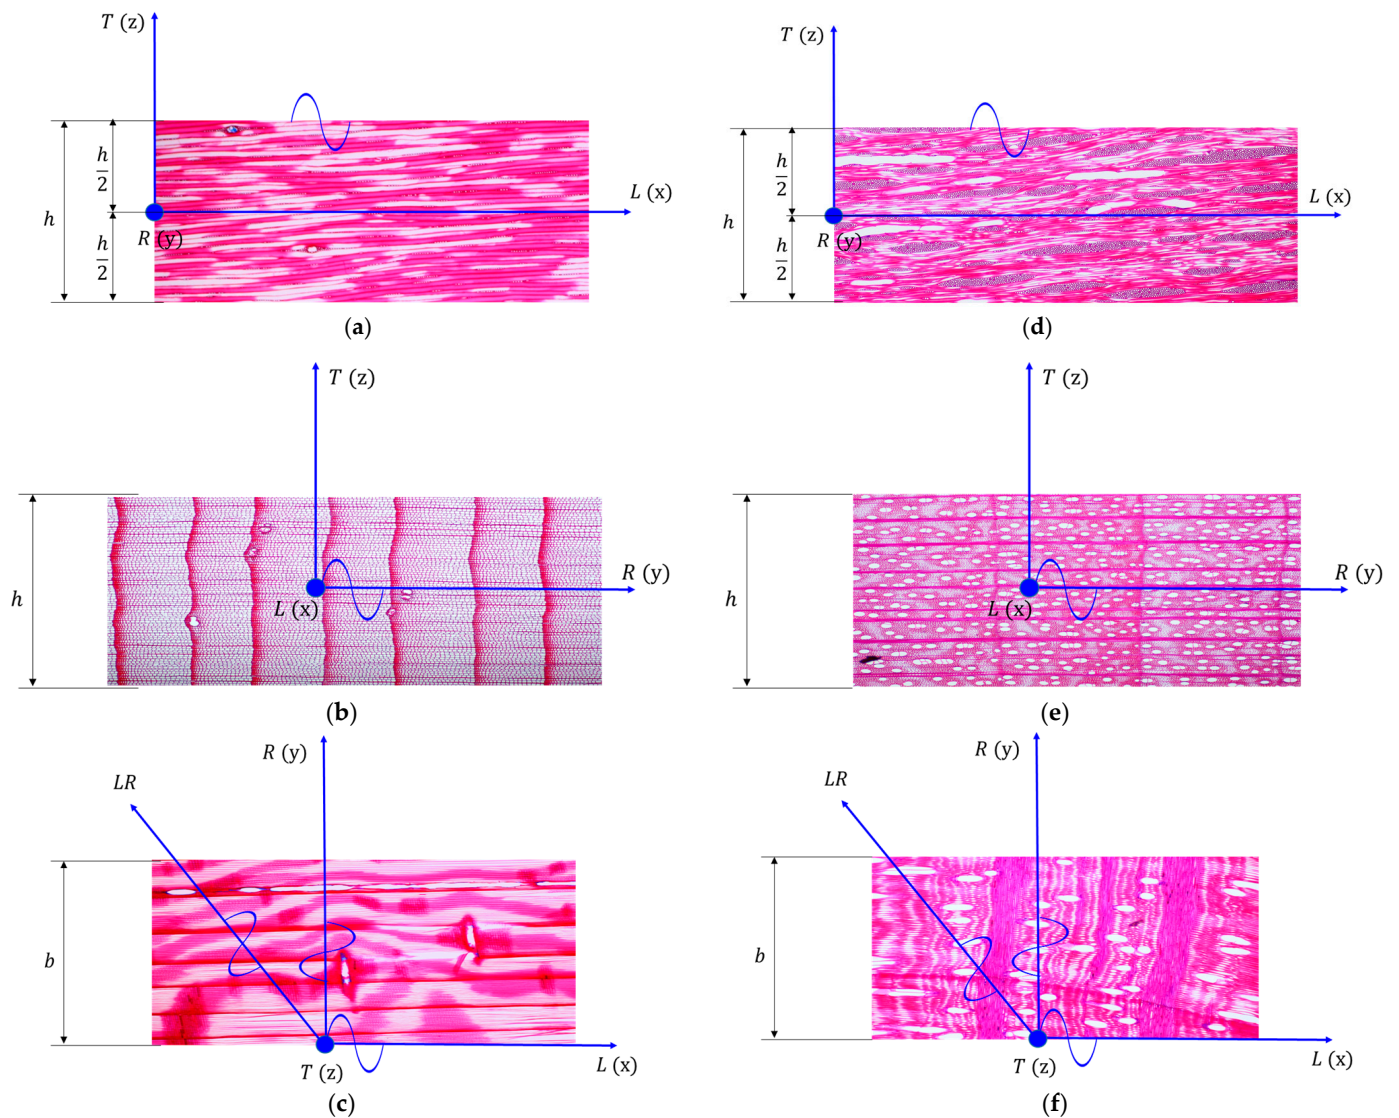 T (z)
h
h
2
h
2
R (y)
L (x)
(a)
T (z)
h
h
2
h
2
R (y)
L (x)
(d)
T (z)
h
L (x)
R (y)
(b)
T (z)
h
L (x)
R (y)
(e)
R (y)
LR
b
T (z)
L (x)
(c)
R (y)
LR
b
T (z)
L (x)
(f)